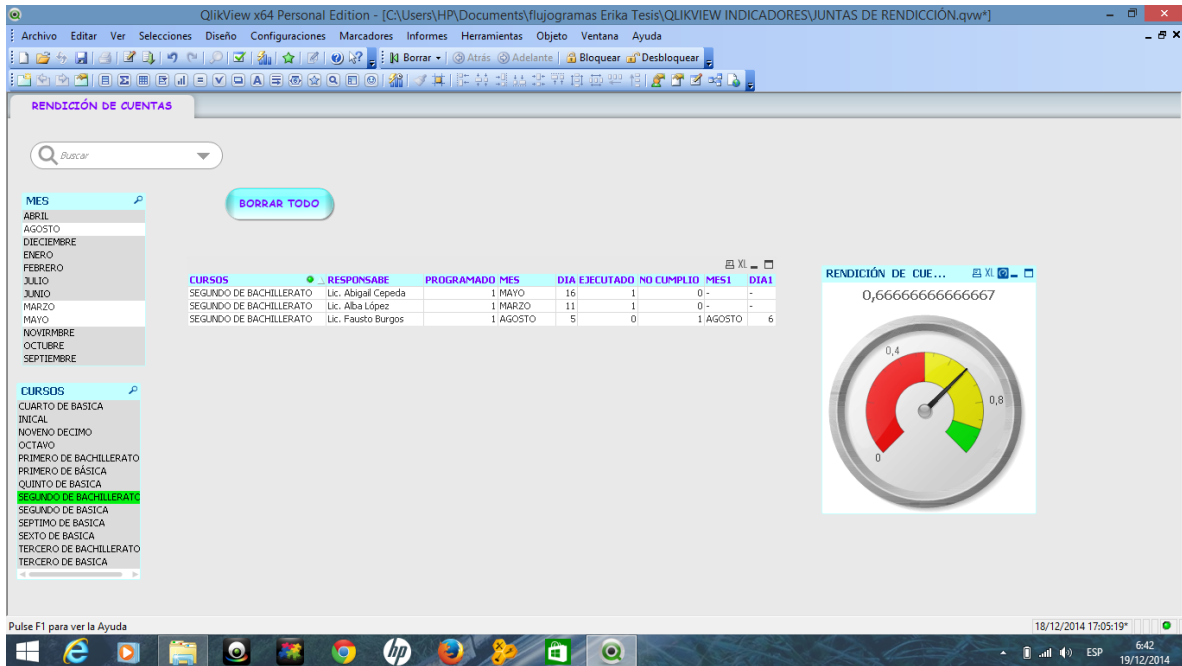 QlikView x64 Personal Edition - [C:\Users\HP\Documents\flujogramas Erika Tesis\QLIKVIEW INDICADORES\JUNTAS DE RENDICCIÓN.qvw*]
Archivo Editar Ver Selecciones Diseño Configuraciones Marcadores Informes Herramientas Objeto Ventana Ayuda
Borrar Atrás Adelante Bloquear Desbloquear
RENDICIÓN DE CUENTAS
Buscar
BORRAR TODO
MES
ABRIL
AGOSTO
DIECIEMBRE
ENERO
FEBRERO
JULIO
JUNIO
MARZO
MAYO
NOVIRMBRE
OCTUBRE
SEPTIEMBRE
XL
CURSOS RESPONSABE PROGRAMADO MES DIA EJECUTADO NO CUMPLIO MES1 DIA1
SEGUNDO DE BACHILLERATO Lic. Abigail Cepeda 1 MAYO 16 1 0 - -
SEGUNDO DE BACHILLERATO Lic. Alba López 1 MARZO 11 1 0 - -
SEGUNDO DE BACHILLERATO Lic. Fausto Burgos 1 AGOSTO 5 0 1 AGOSTO 6
RENDICIÓN DE CUE... XL
0,66666666666667
0,4
0,8
0
CURSOS
CUARTO DE BASICA
INICAL
NOVENO DECIMO
OCTAVO
PRIMERO DE BACHILLERATO
PRIMERO DE BÁSICA
QUINTO DE BASICA
SEGUNDO DE BACHILLERATO
SEGUNDO DE BASICA
SEPTIMO DE BASICA
SEXTO DE BASICA
TERCERO DE BACHILLERATO
TERCERO DE BASICA
Pulse F1 para ver la Ayuda
18/12/2014 17:05:19*
hp
ESP
6:42
19/12/2014